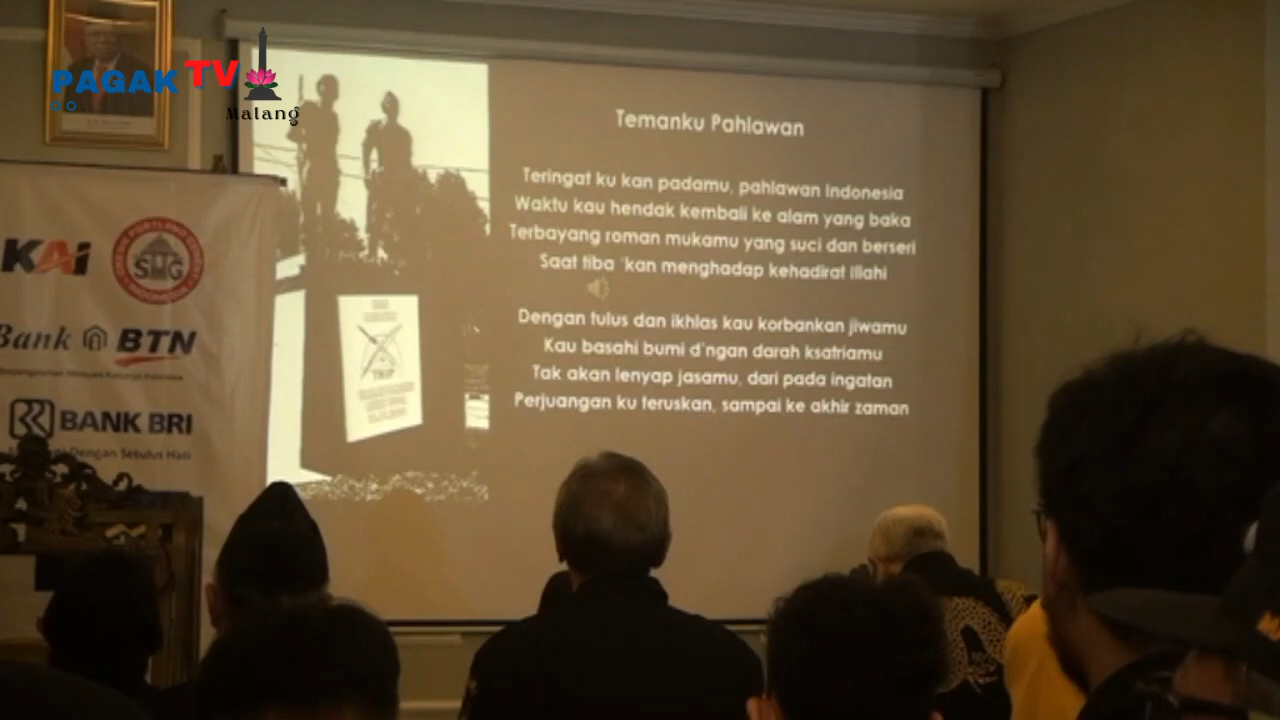 PAGAK TV
Malang
Temanku Pahlawan
Teringat ku kan padamu, pahlawan Indonesia
Waktu kau hendak kembali ke alam yang baka
Terbayang roman mukamu yang suci dan berseri
Saat tiba 'kan menghadap kehadirat Illahi
Dengan tulus dan ikhlas kau korbankan jiwamu
Kau basahi bumi d'ngan darah ksatriamu
Tak akan lenyap jasamu, dari pada ingatan
Perjuangan ku teruskan, sampai ke akhir zaman
TRIP
KAI
SMG
Bank BTN
BANK BRI
Dengan Setulus Hati